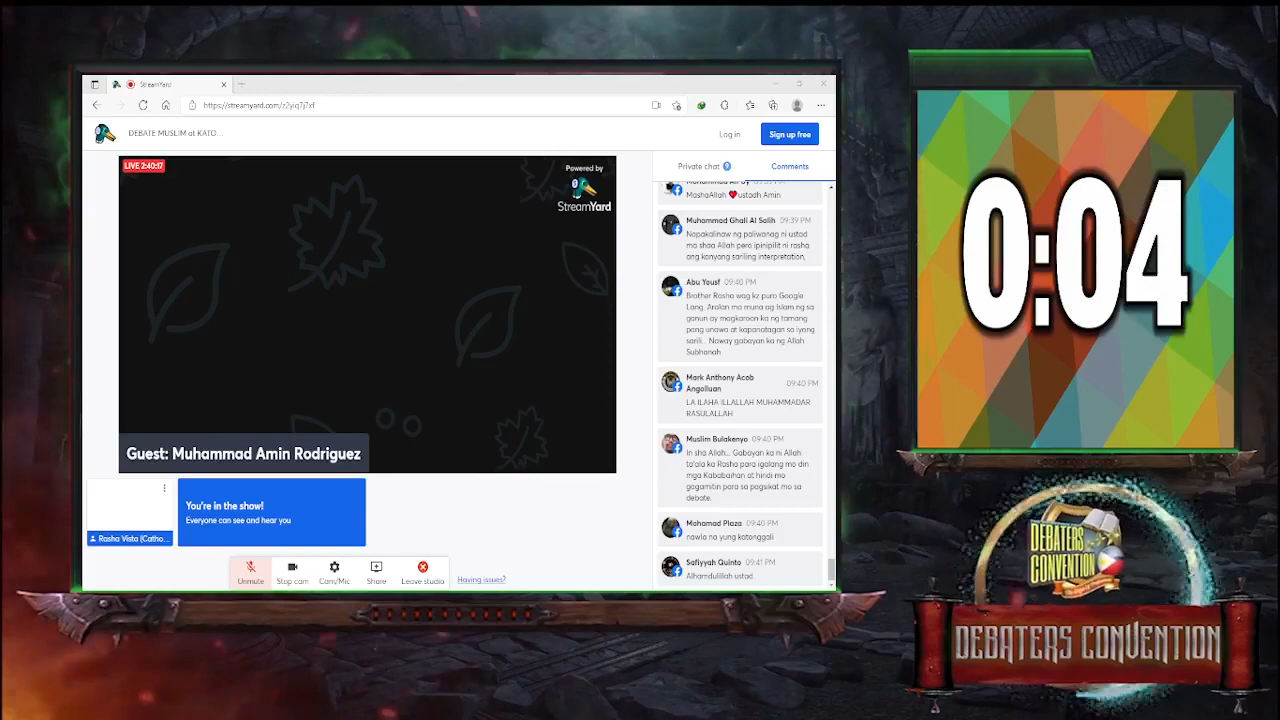 StreamYard
https://streamyard.com/z2yiq7j7xf
DEBATE MUSLIM at KATO...
Log in
Sign up free
LIVE 2:40:17
Powered by
StreamYard
Guest: Muhammad Amin Rodriguez
Rasha Vista (Catho...
You're in the show!
Everyone can see and hear you
Unmute
Stop cam
Cam/Mic
Share
Leave studio
Having issues?
Private chat
Comments
MashaAllah ❤ustadh Amin
Muhammad Ghali Al Salih 09:39 PM
Napakalinaw ng paliwanag ni ustad
ma shaa Allah pero ipinipilit ni rasha
ang kanyang sariling interpretation,
Abu Yousf 09:40 PM
Brother Rasha wag kz puro Google
Lang. Aralan mo muna ag Islam ng sa
ganun ay magkaroon ka ng tamang
pang unawa at kapanatagan sa iyong
sarili... Naway gabayan ka ng Allah
Subhanah
Mark Anthony Acob
Angolluan 09:40 PM
LA ILAHA ILLALLAH MUHAMMADAR
RASULALLAH
Muslim Bulakenyo 09:40 PM
In sha Allah... Gabayan ka ni Allah
ta'ala ka Rasha para igalang mo din
mga Kababaihan at hindi mo
gagamitin para sa pagsikat mo sa
debate.
Mohamad Plaza 09:40 PM
nawla na yung katonggali
Safiyyah Quinto 09:41 PM
Alhamdulillah ustad
0:04
DEBATERS
CONVENTION
DEBATERS CONVENTION